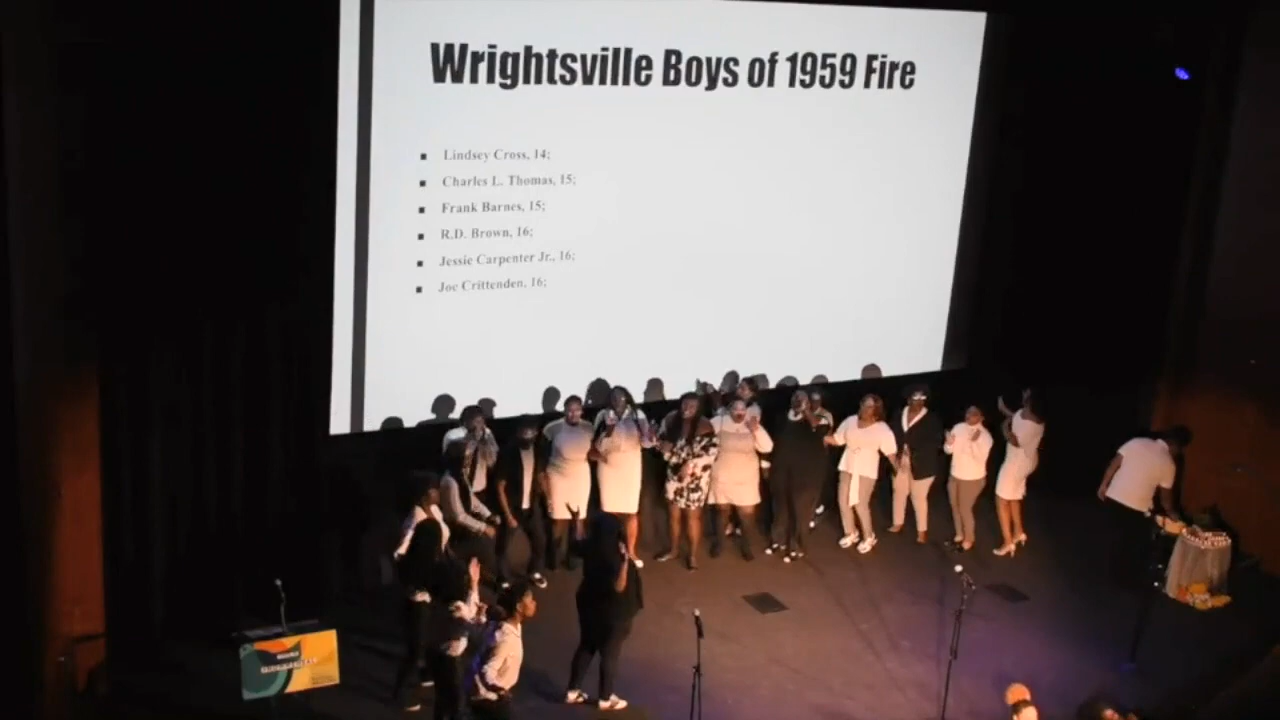 Wrightsville Boys of 1959 Fire
▪ Lindsey Cross, 14;
▪ Charles L. Thomas, 15;
▪ Frank Barnes, 15;
▪ R.D. Brown, 16;
▪ Jessie Carpenter Jr., 16;
▪ Joe Crittenden, 16;